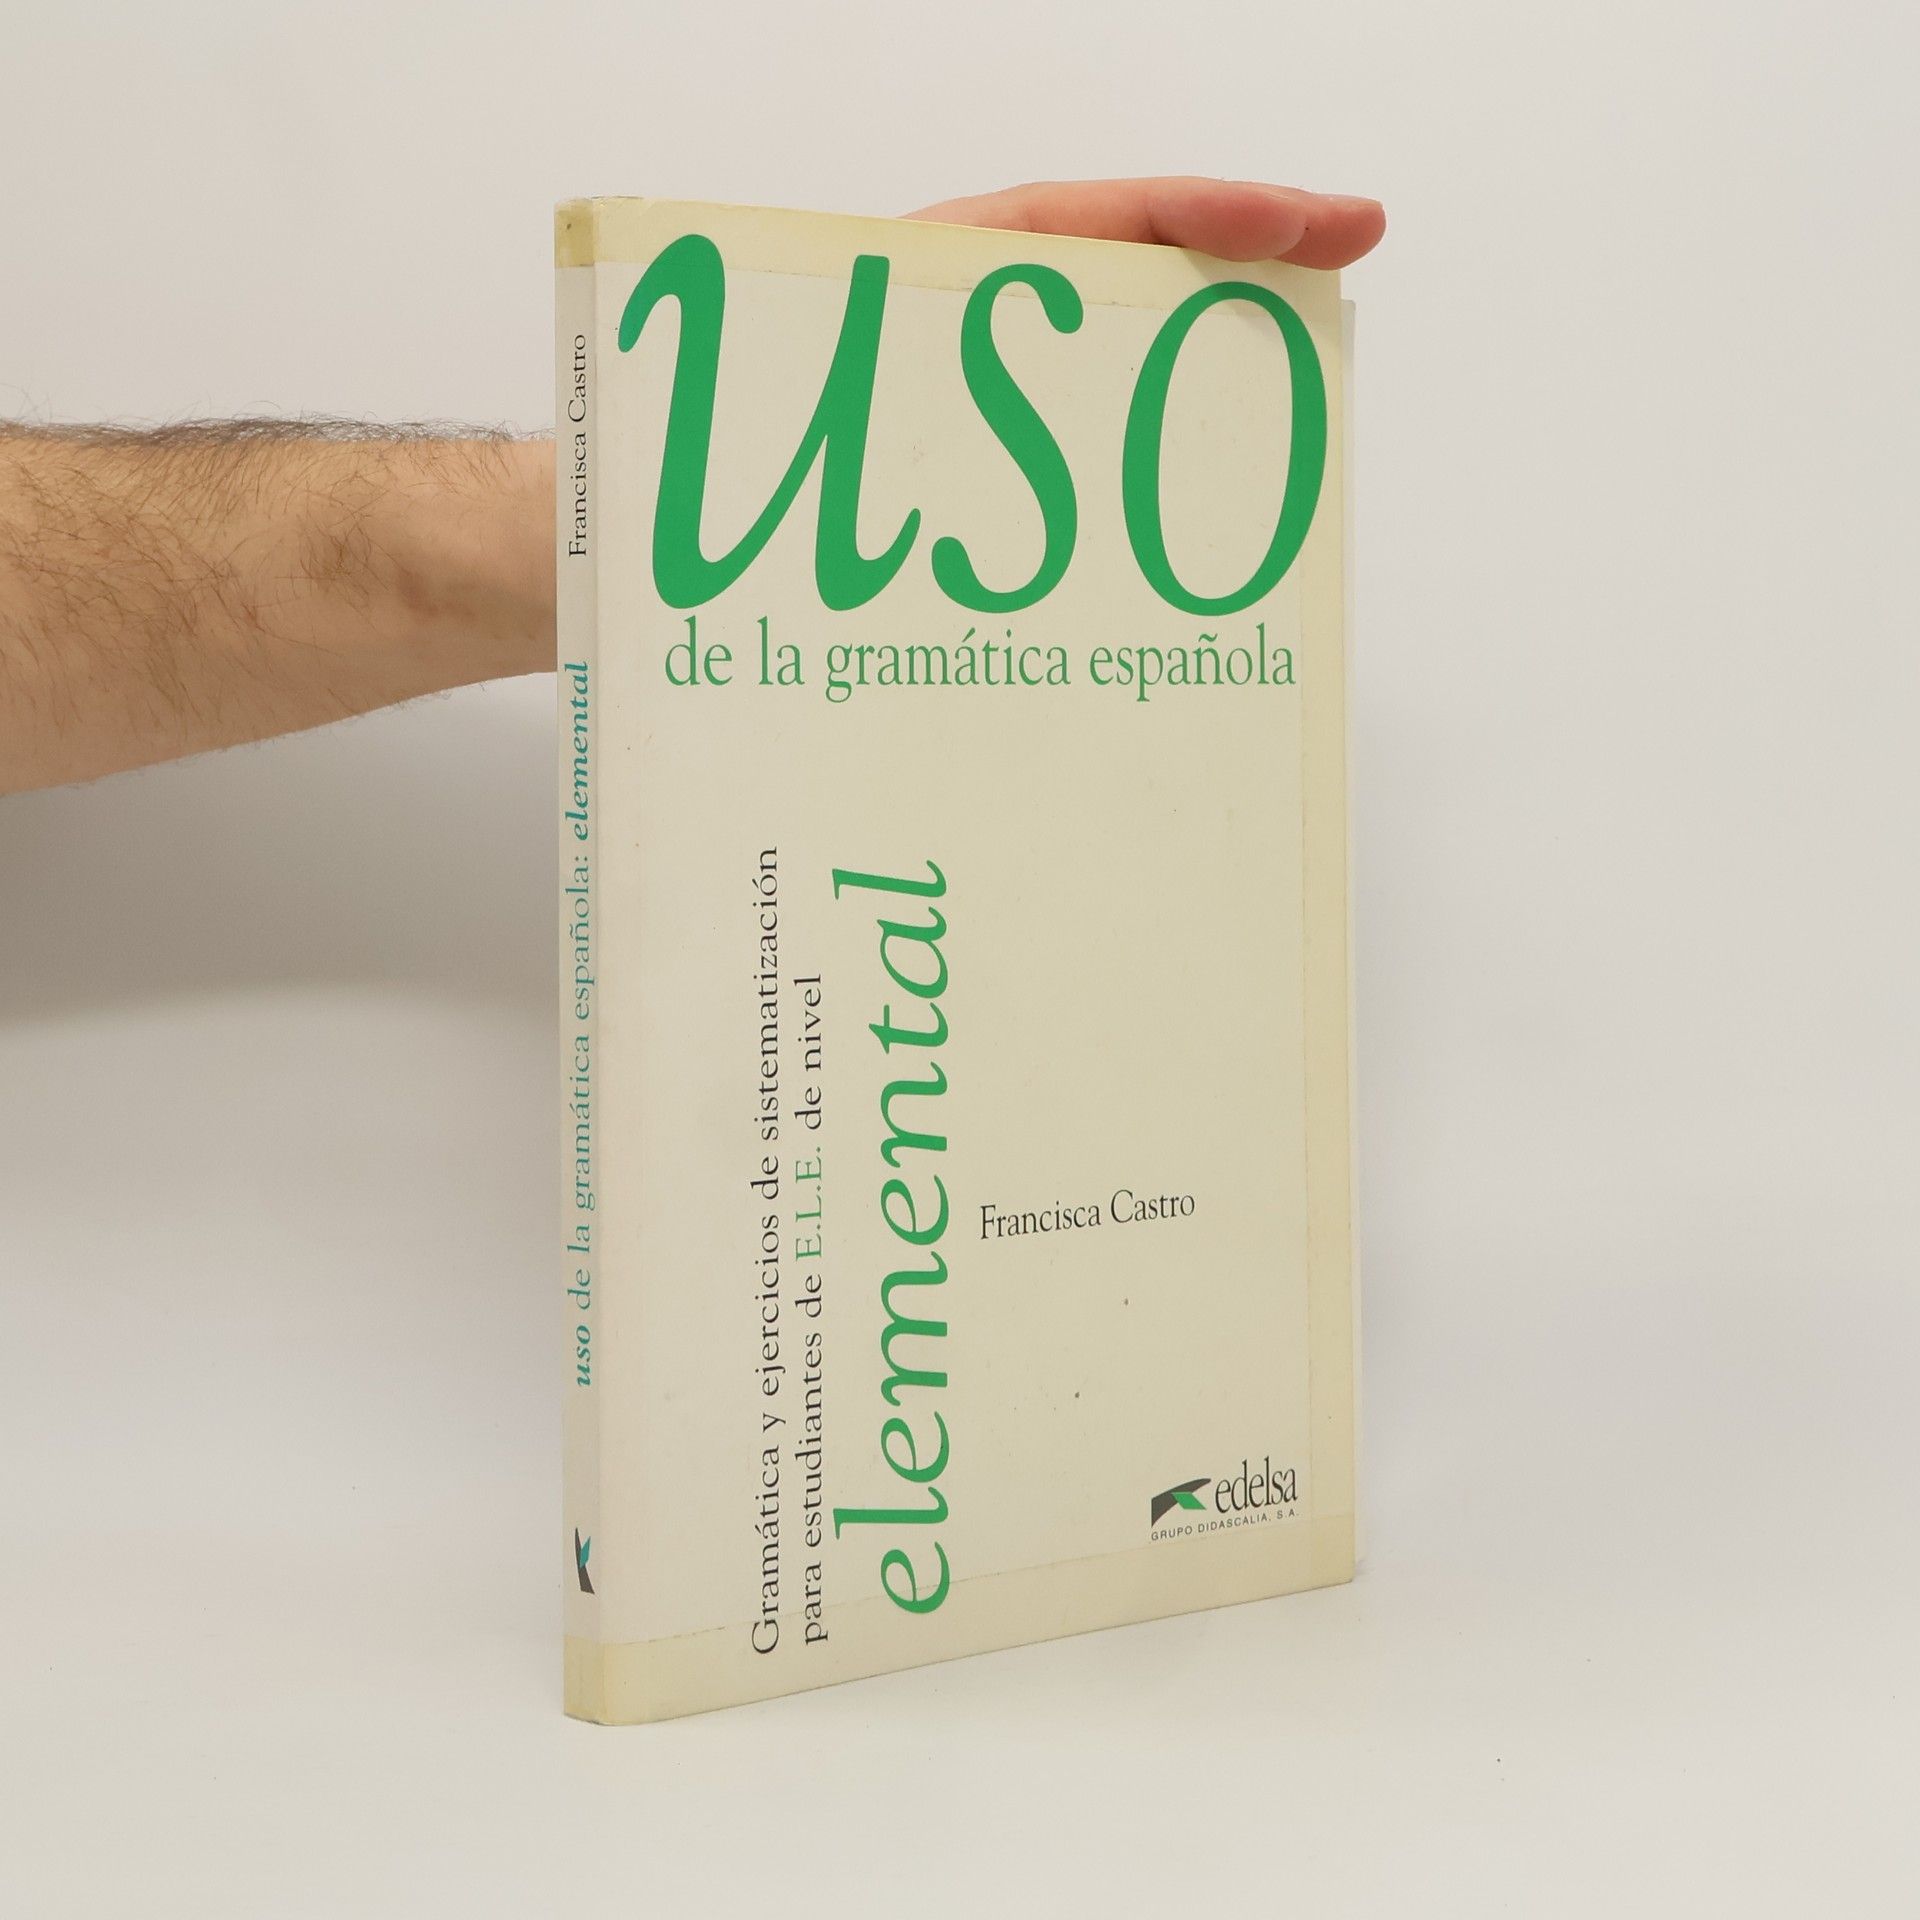 Francisca Castro
uso de la gramática española: elemental
uso
de la gramática española
Gramática y ejercicios de sistematización
para estudiantes de E.L.E. de nivel
elemental
Francisca Castro
edelsa
GRUPO DIDASCALIA, S.A.